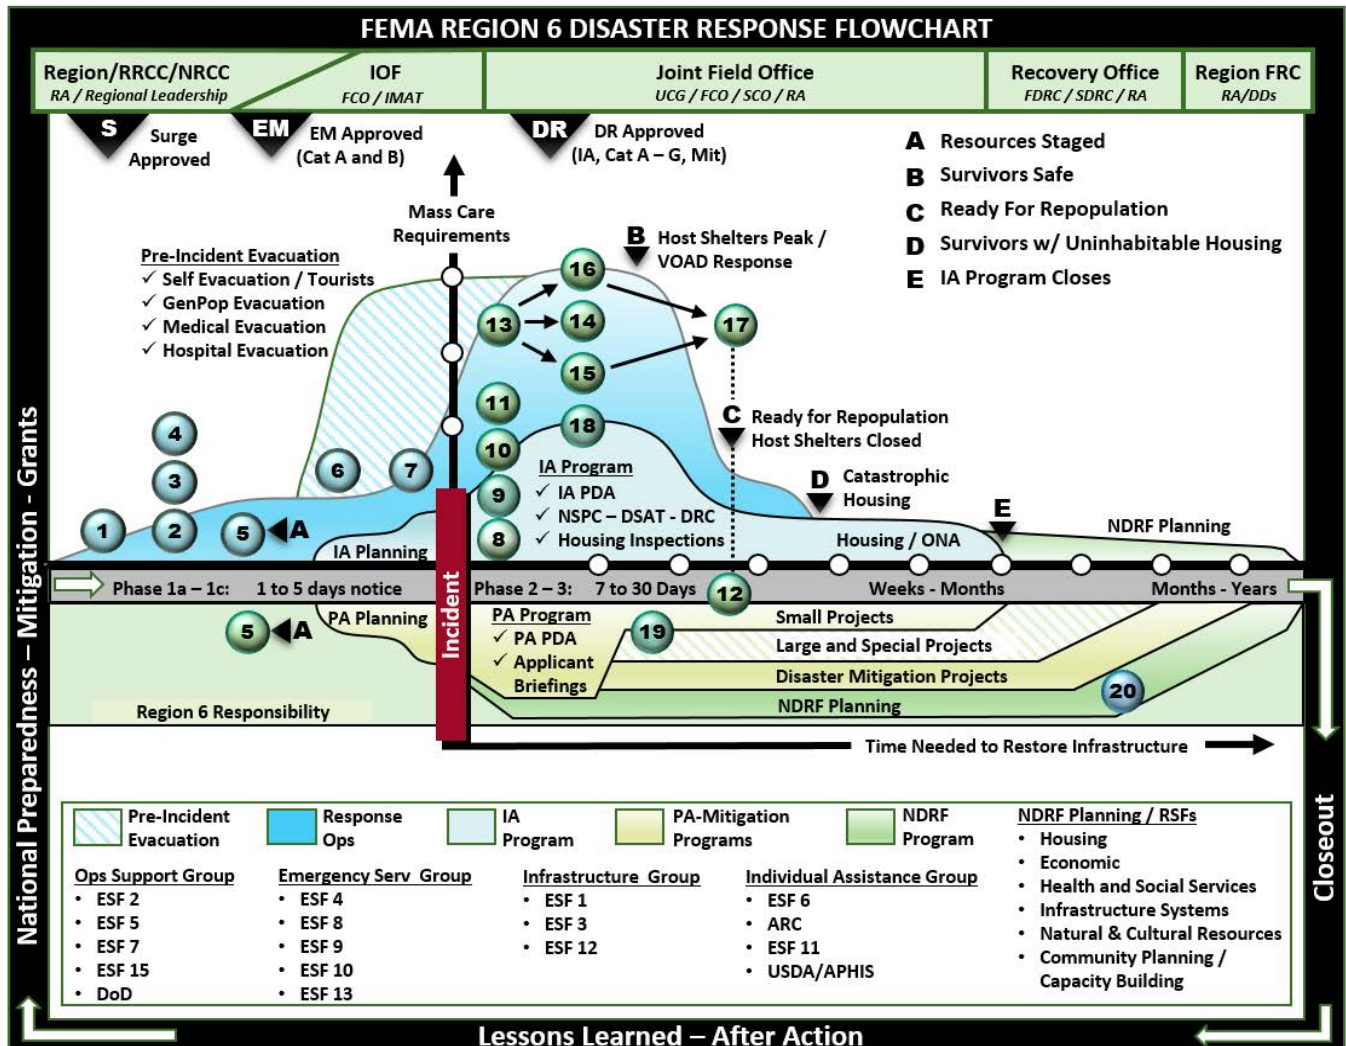 FEMA REGION 6 DISASTER RESPONSE FLOWCHART
Region/RRCC/NRCC
RA / Regional Leadership
IOF
FCO / IMAT
Joint Field Office
UCG / FCO / SCO / RA
Recovery Office
FDRC / SDRC / RA
Region FRC
RA/DDs
S
Surge
Approved
EM
EM Approved
(Cat A and B)
DR
DR Approved
(IA, Cat A – G, Mit)
A Resources Staged
B Survivors Safe
C Ready For Repopulation
D Survivors w/ Uninhabitable Housing
E IA Program Closes
Mass Care
Requirements
Pre-Incident Evacuation
✓ Self Evacuation / Tourists
✓ GenPop Evacuation
✓ Medical Evacuation
✓ Hospital Evacuation
B
Host Shelters Peak /
VOAD Response
16
13
14
17
15
11
18
10
9
8
4
3
1
2
5
A
6
7
C
Ready for Repopulation
Host Shelters Closed
IA Program
✓ IA PDA
✓ NSPC – DSAT - DRC
✓ Housing Inspections
D
Catastrophic
Housing
E
IA Planning
Housing / ONA
NDRF Planning
Phase 1a – 1c: 1 to 5 days notice
Incident
Phase 2 – 3: 7 to 30 Days
12
Weeks - Months
Months - Years
5
A
PA Planning
PA Program
✓ PA PDA
✓ Applicant
Briefings
19
Small Projects
Large and Special Projects
Disaster Mitigation Projects
NDRF Planning
20
Region 6 Responsibility
Time Needed to Restore Infrastructure
National Preparedness – Mitigation - Grants
Closeout
Pre-Incident
Evacuation
Response
Ops
IA
Program
PA-Mitigation
Programs
NDRF
Program
Ops Support Group
• ESF 2
• ESF 5
• ESF 7
• ESF 15
• DoD
Emergency Serv Group
• ESF 4
• ESF 8
• ESF 9
• ESF 10
• ESF 13
Infrastructure Group
• ESF 1
• ESF 3
• ESF 12
Individual Assistance Group
• ESF 6
• ARC
• ESF 11
• USDA/APHIS
NDRF Planning / RSFs
• Housing
• Economic
• Health and Social Services
• Infrastructure Systems
• Natural & Cultural Resources
• Community Planning /
Capacity Building
Lessons Learned – After Action